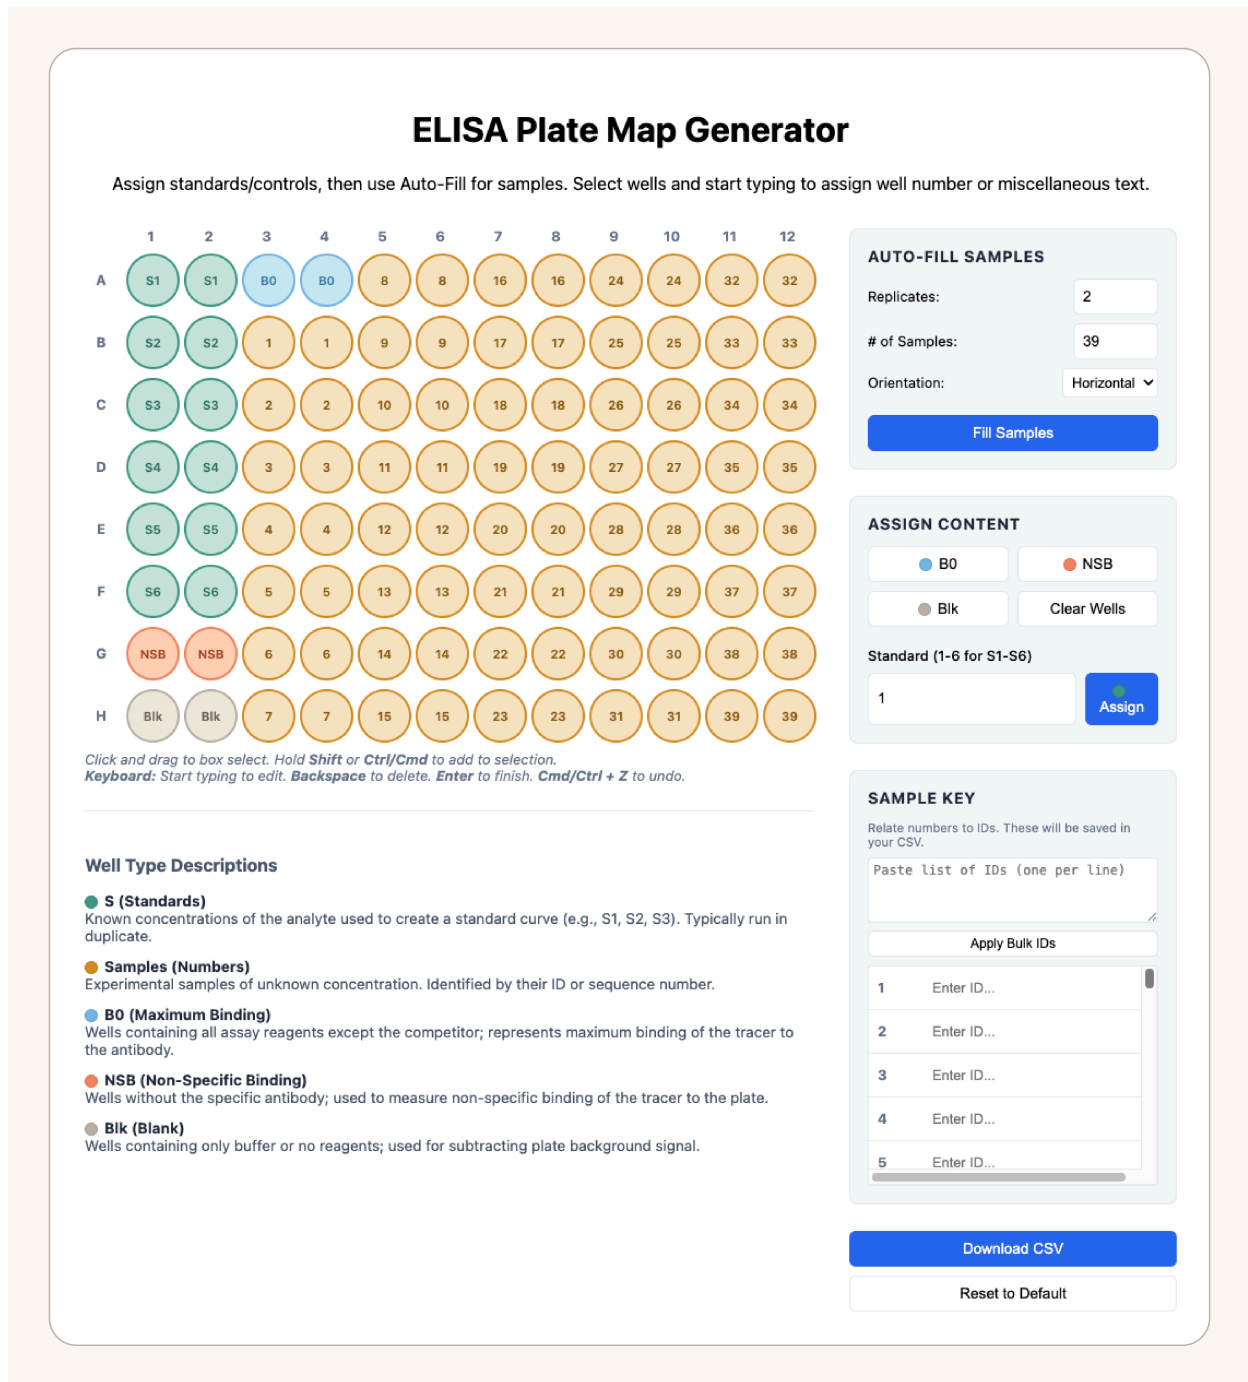 ELISA Plate Map Generator
Assign standards/controls, then use Auto-Fill for samples. Select wells and start typing to assign well number or miscellaneous text.
1 2 3 4 5 6 7 8 9 10 11 12
A S1 S1 B0 B0 8 8 16 16 24 24 32 32
B S2 S2 1 1 9 9 17 17 25 25 33 33
C S3 S3 2 2 10 10 18 18 26 26 34 34
D S4 S4 3 3 11 11 19 19 27 27 35 35
E S5 S5 4 4 12 12 20 20 28 28 36 36
F S6 S6 5 5 13 13 21 21 29 29 37 37
G NSB NSB 6 6 14 14 22 22 30 30 38 38
H Blk Blk 7 7 15 15 23 23 31 31 39 39
Click and drag to box select. Hold Shift or Ctrl/Cmd to add to selection.
Keyboard: Start typing to edit. Backspace to delete. Enter to finish. Cmd/Ctrl + Z to undo.
Well Type Descriptions
S (Standards)
Known concentrations of the analyte used to create a standard curve (e.g., S1, S2, S3). Typically run in
duplicate.
Samples (Numbers)
Experimental samples of unknown concentration. Identified by their ID or sequence number.
B0 (Maximum Binding)
Wells containing all assay reagents except the competitor; represents maximum binding of the tracer to
the antibody.
NSB (Non-Specific Binding)
Wells without the specific antibody; used to measure non-specific binding of the tracer to the plate.
Blk (Blank)
Wells containing only buffer or no reagents; used for subtracting plate background signal.
AUTO-FILL SAMPLES
Replicates: 2
# of Samples: 39
Orientation: Horizontal
Fill Samples
ASSIGN CONTENT
B0 NSB
Blk Clear Wells
Standard (1-6 for S1-S6)
1 Assign
SAMPLE KEY
Relate numbers to IDs. These will be saved in
your CSV.
Paste list of IDs (one per line)
Apply Bulk IDs
1 Enter ID...
2 Enter ID...
3 Enter ID...
4 Enter ID...
5 Enter ID...
Download CSV
Reset to Default